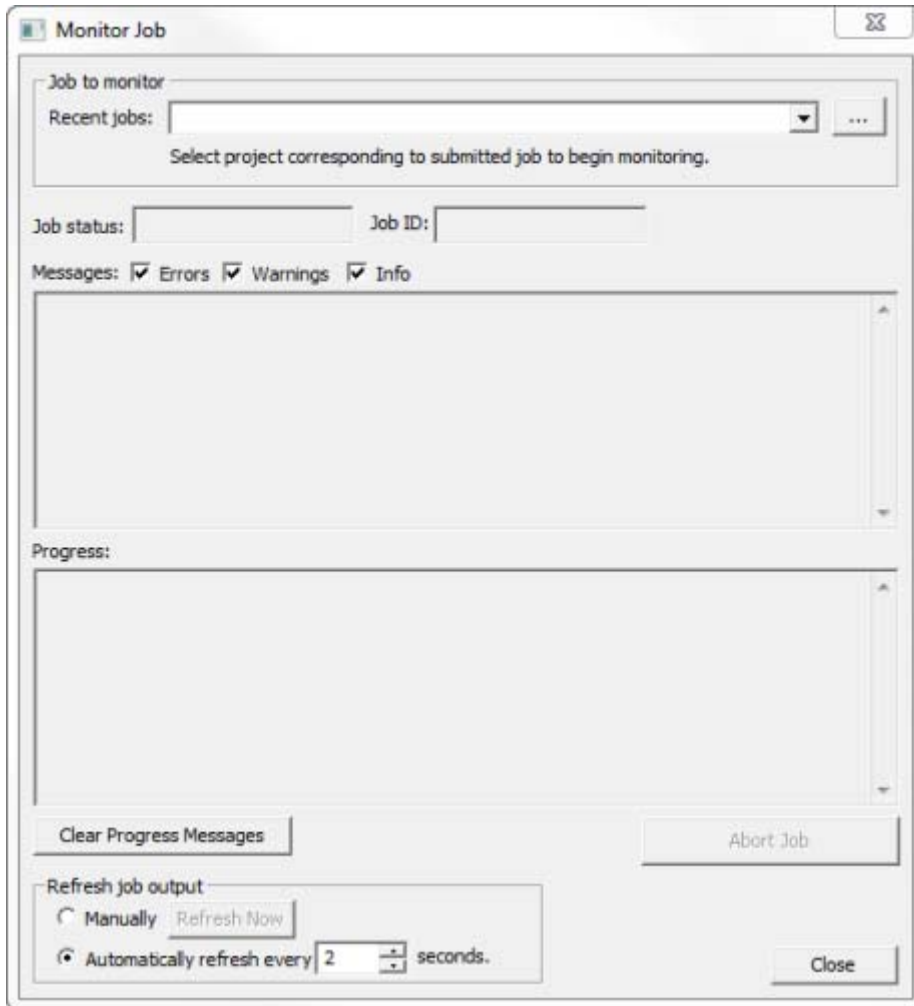 Monitor Job
Job to monitor
Recent jobs:
...
Select project corresponding to submitted job to begin monitoring.
Job status: Job ID:
Messages: Errors Warnings Info
Progress:
Clear Progress Messages Abort Job
Refresh job output
Manually Refresh Now
Automatically refresh every 2 seconds.
Close